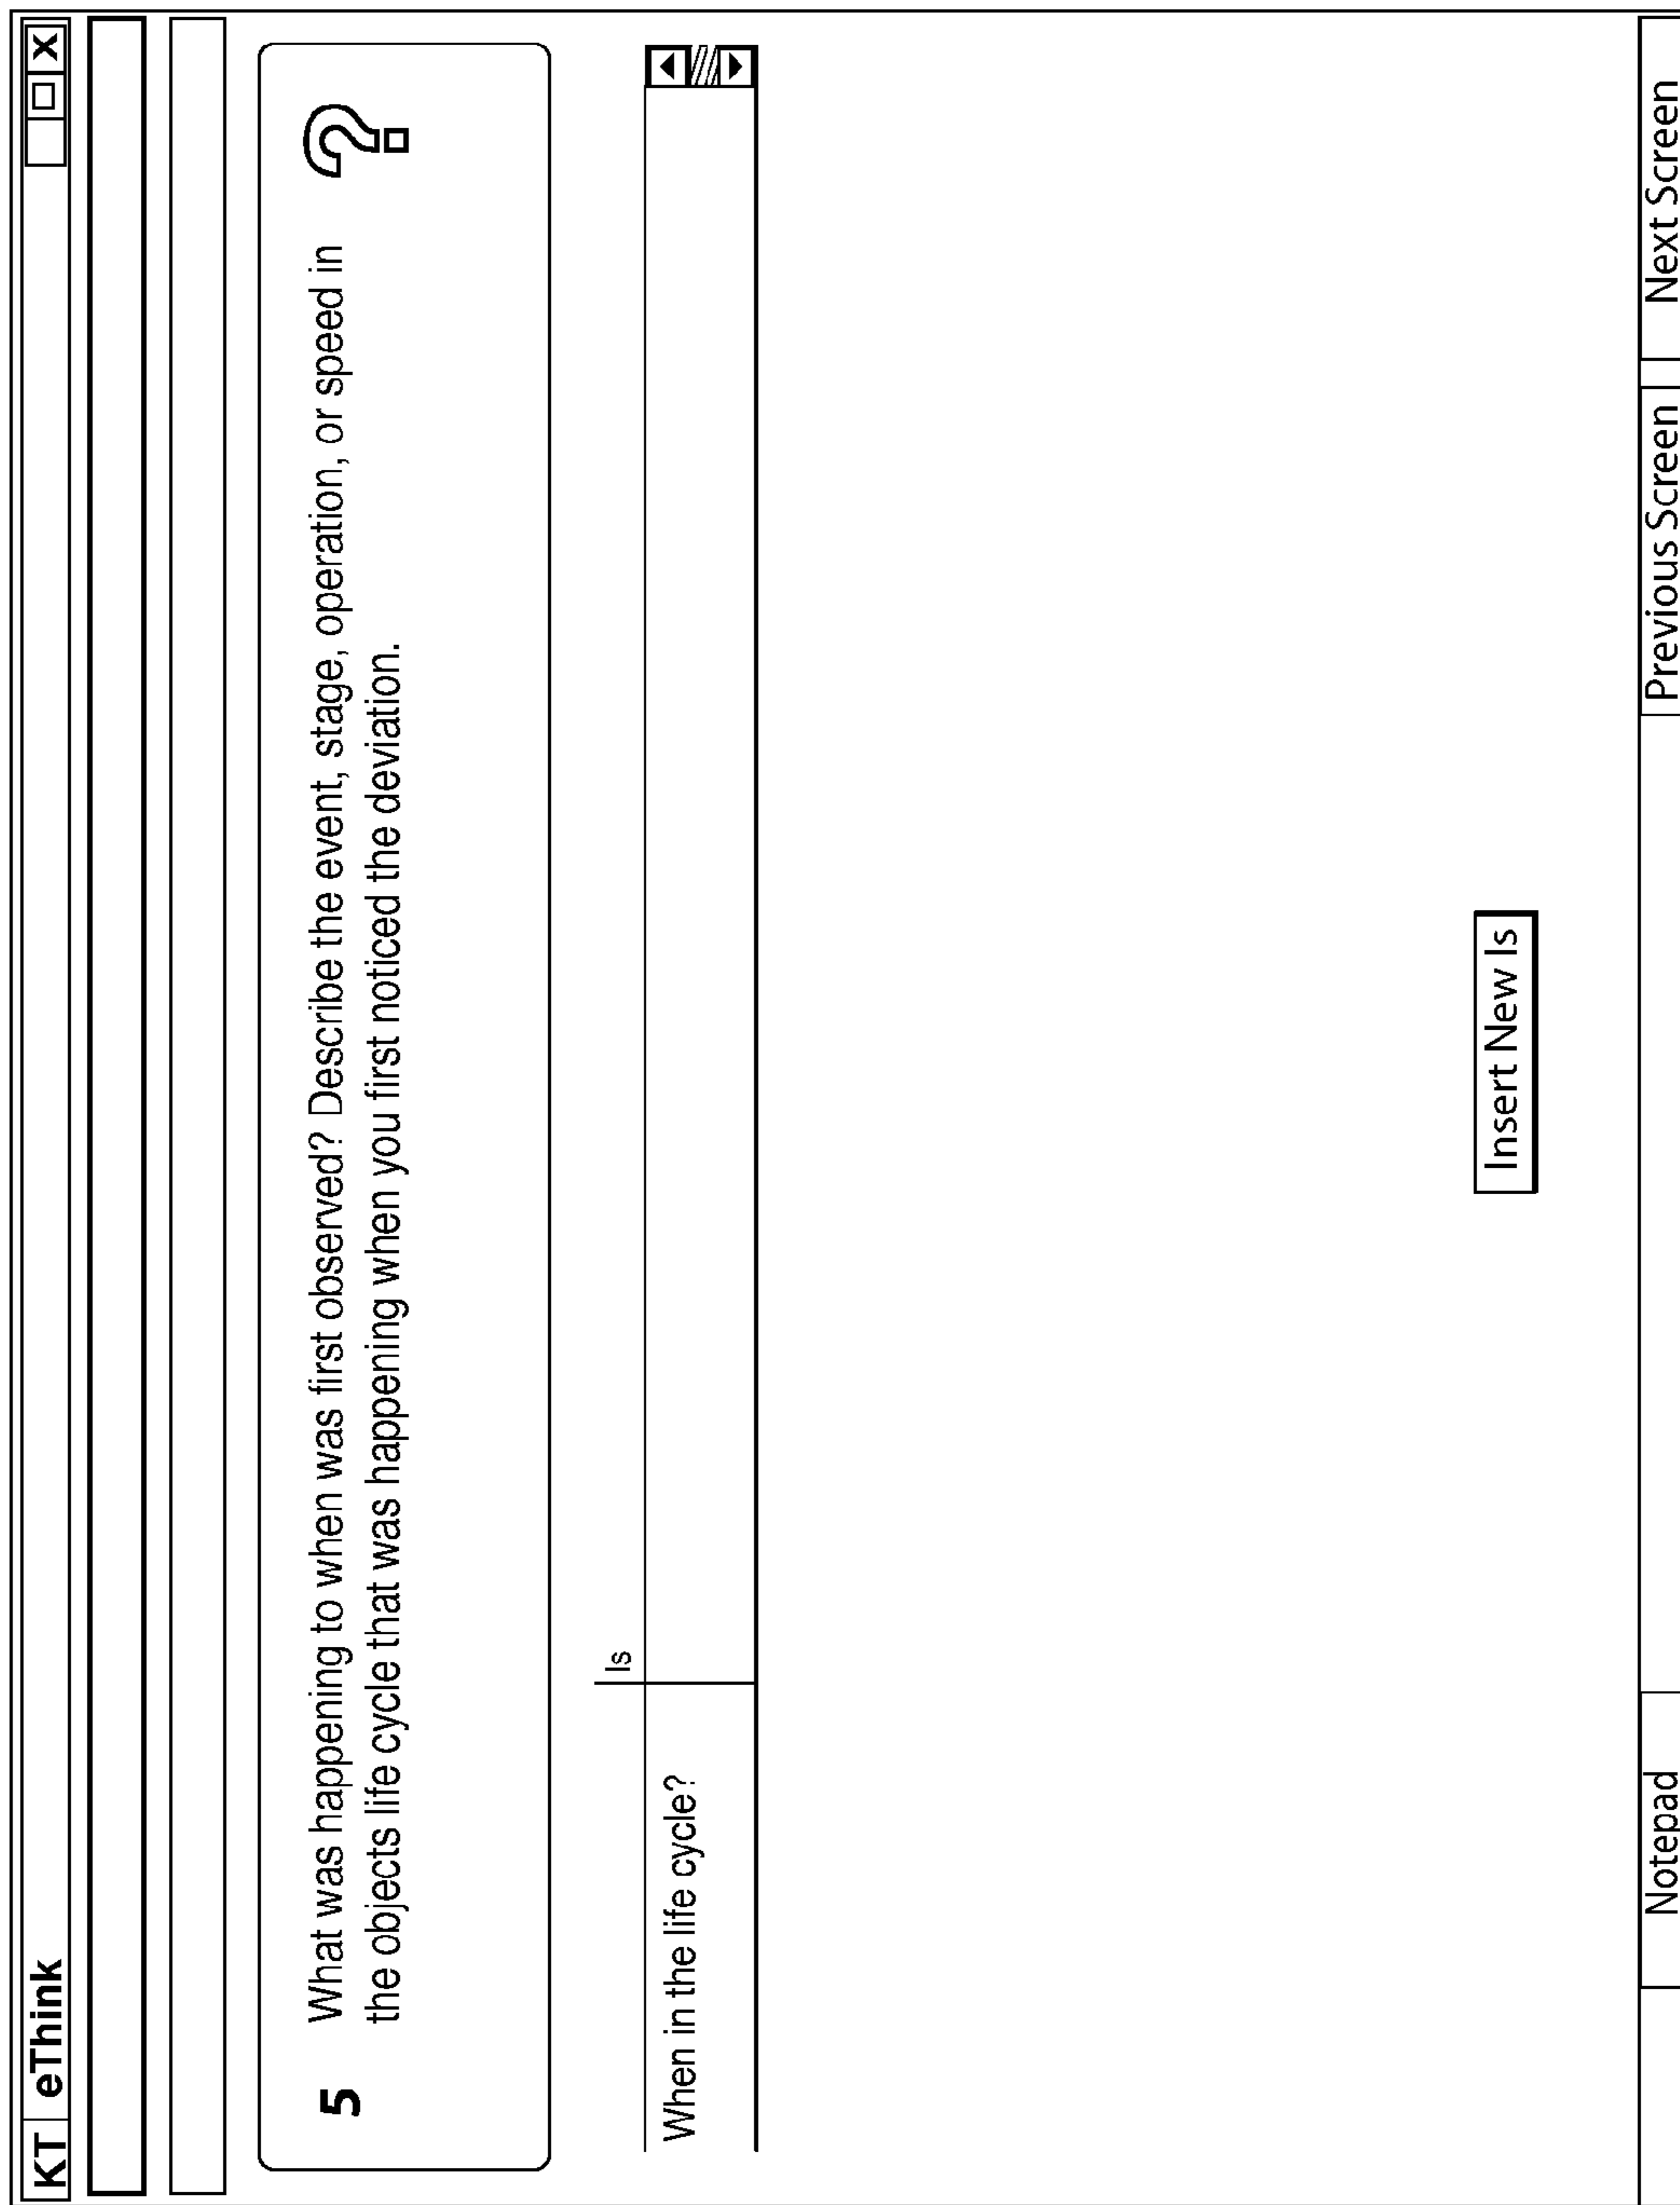 KT eThink X
5 What was happening to when was first observed? Describe the event, stage, operation, or speed in ?
the objects life cycle that was happening when you first noticed the deviation.
Is
When in the life cycle?
Insert New Is
Notepad Previous Screen Next Screen